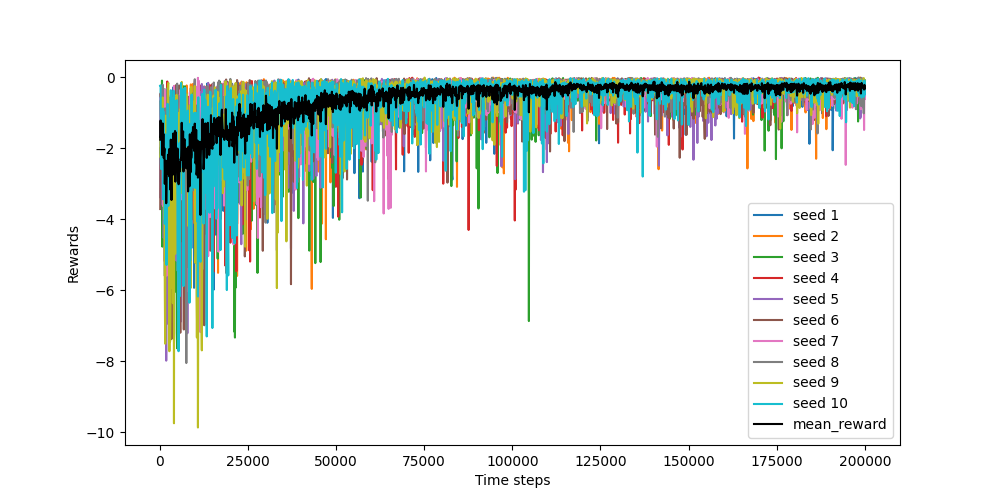 Rewards
0
−2
−4
−6
−8
−10
0
25000
50000
75000
100000
125000
150000
175000
200000
Time steps
seed 1
seed 2
seed 3
seed 4
seed 5
seed 6
seed 7
seed 8
seed 9
seed 10
mean_reward